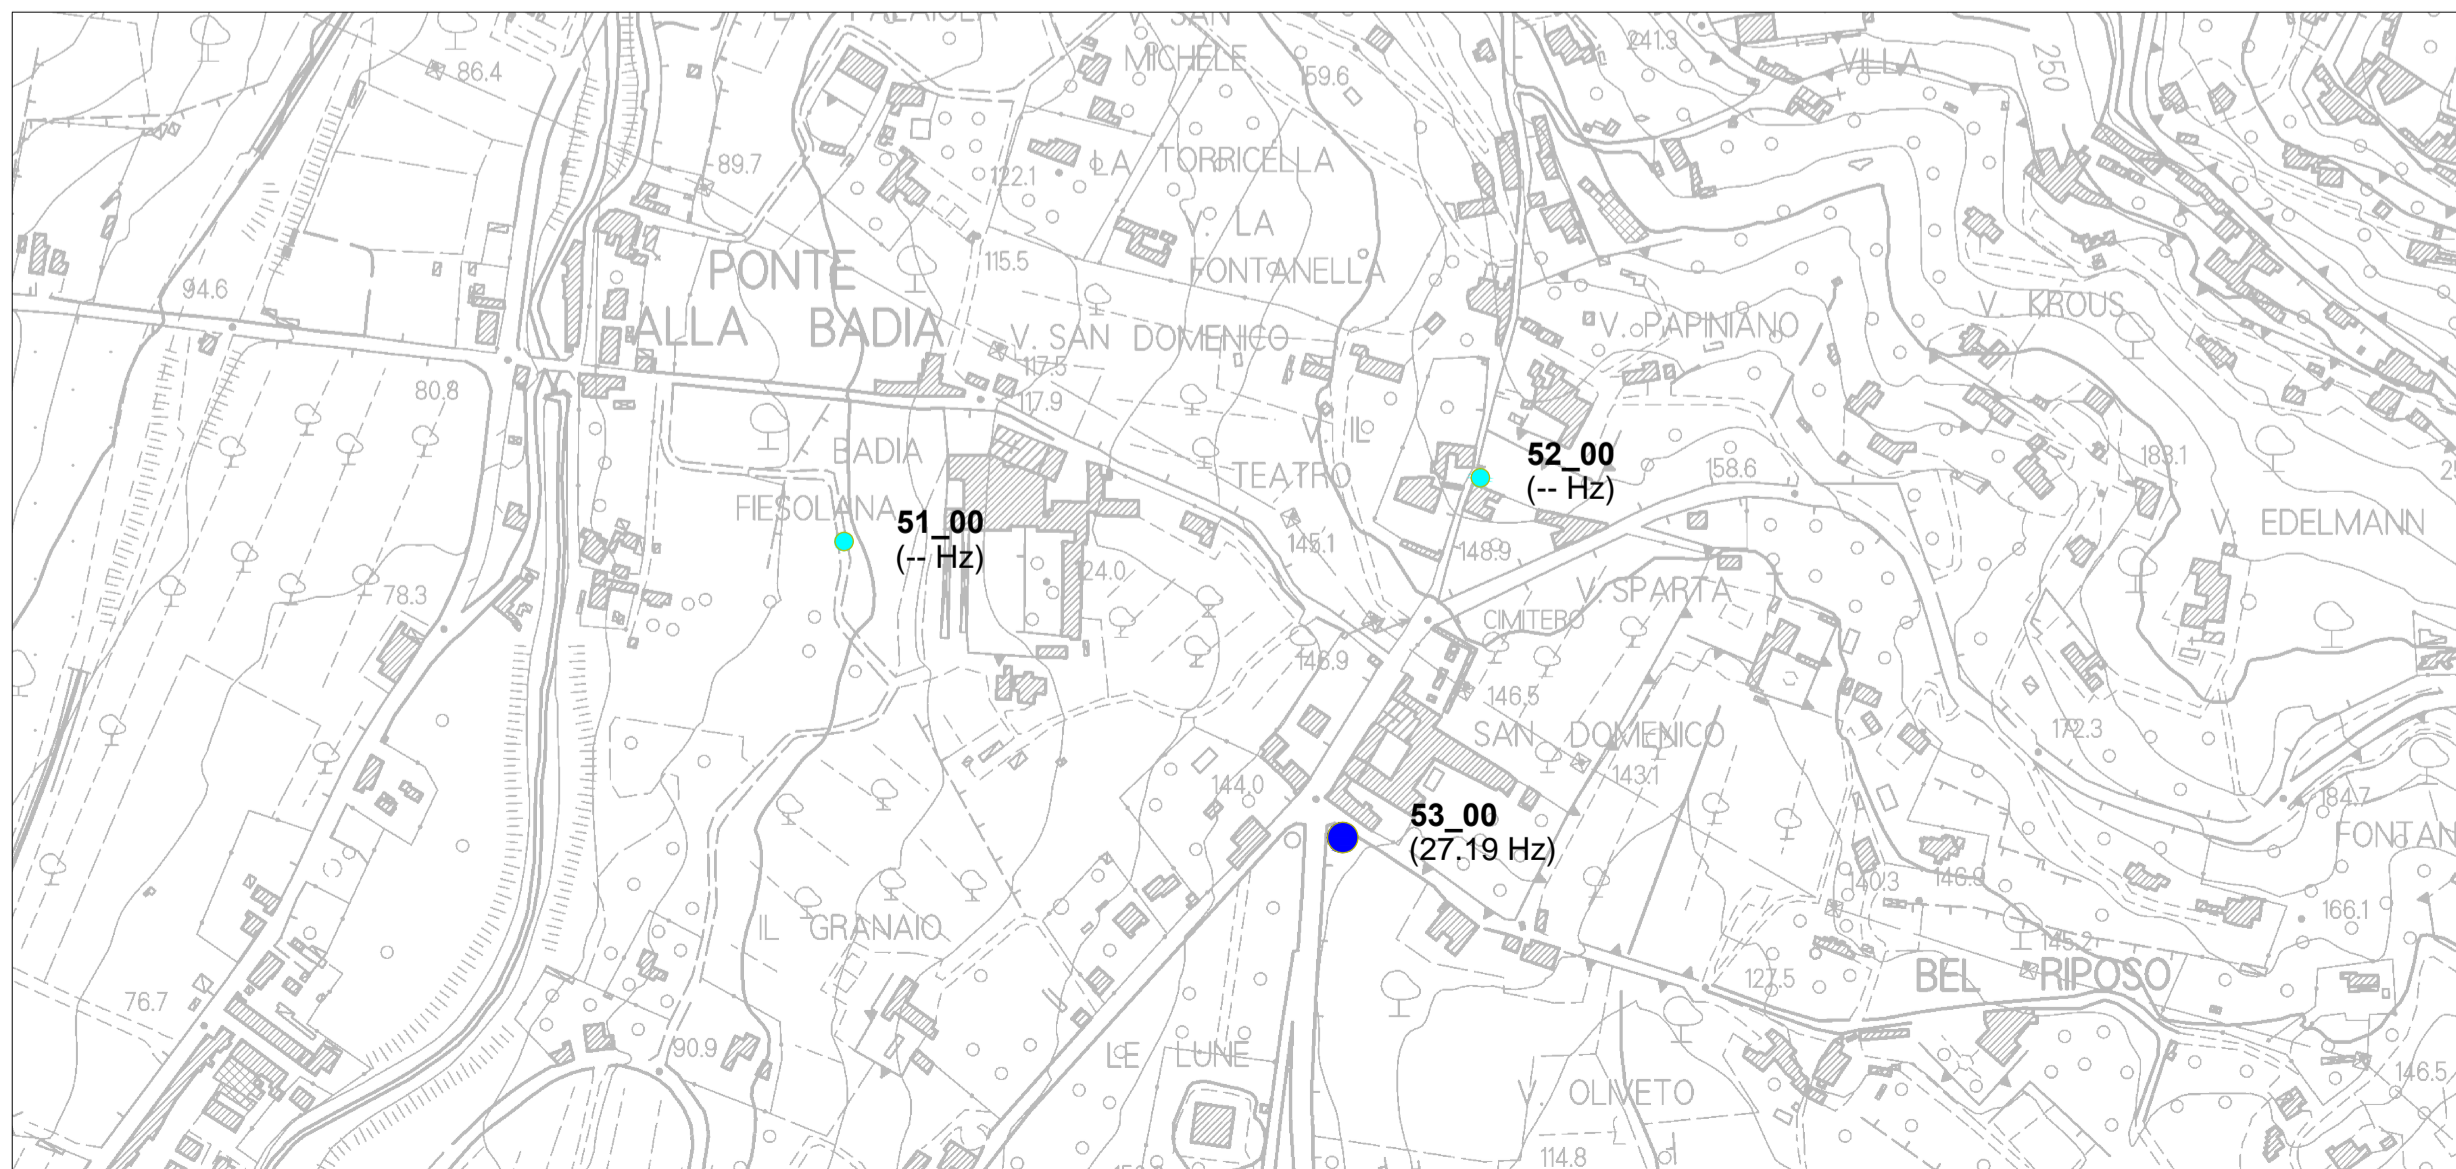 V. SAN
MICHELE
241.3
VILLA
250
86.4
59.6
89.7
122.1
LA TORRICELLA
V. LA
FONTANELLA
115.5
PONTE
ALLA BADIA
94.6
V. SAN DOMENICO
V. PAPINIANO
V. KROUS
117.5
80.8
117.9
BADIA
FIESOLANA
V. IL
TEATRO
52_00
(-- Hz)
158.6
183.1
51_00
(-- Hz)
145.1
148.9
V. EDELMANN
124.0
78.3
V. SPARTA
CIMITERO
146.9
146.5
SAN DOMENICO
172.3
143.1
144.0
184.7
53_00
(27.19 Hz)
FONTAN
140.3
146.8
166.1
IL GRANAIO
145.2
127.5
BEL RIPOSO
76.7
90.9
LE LUNE
V. OLIVETO
146.5
114.8